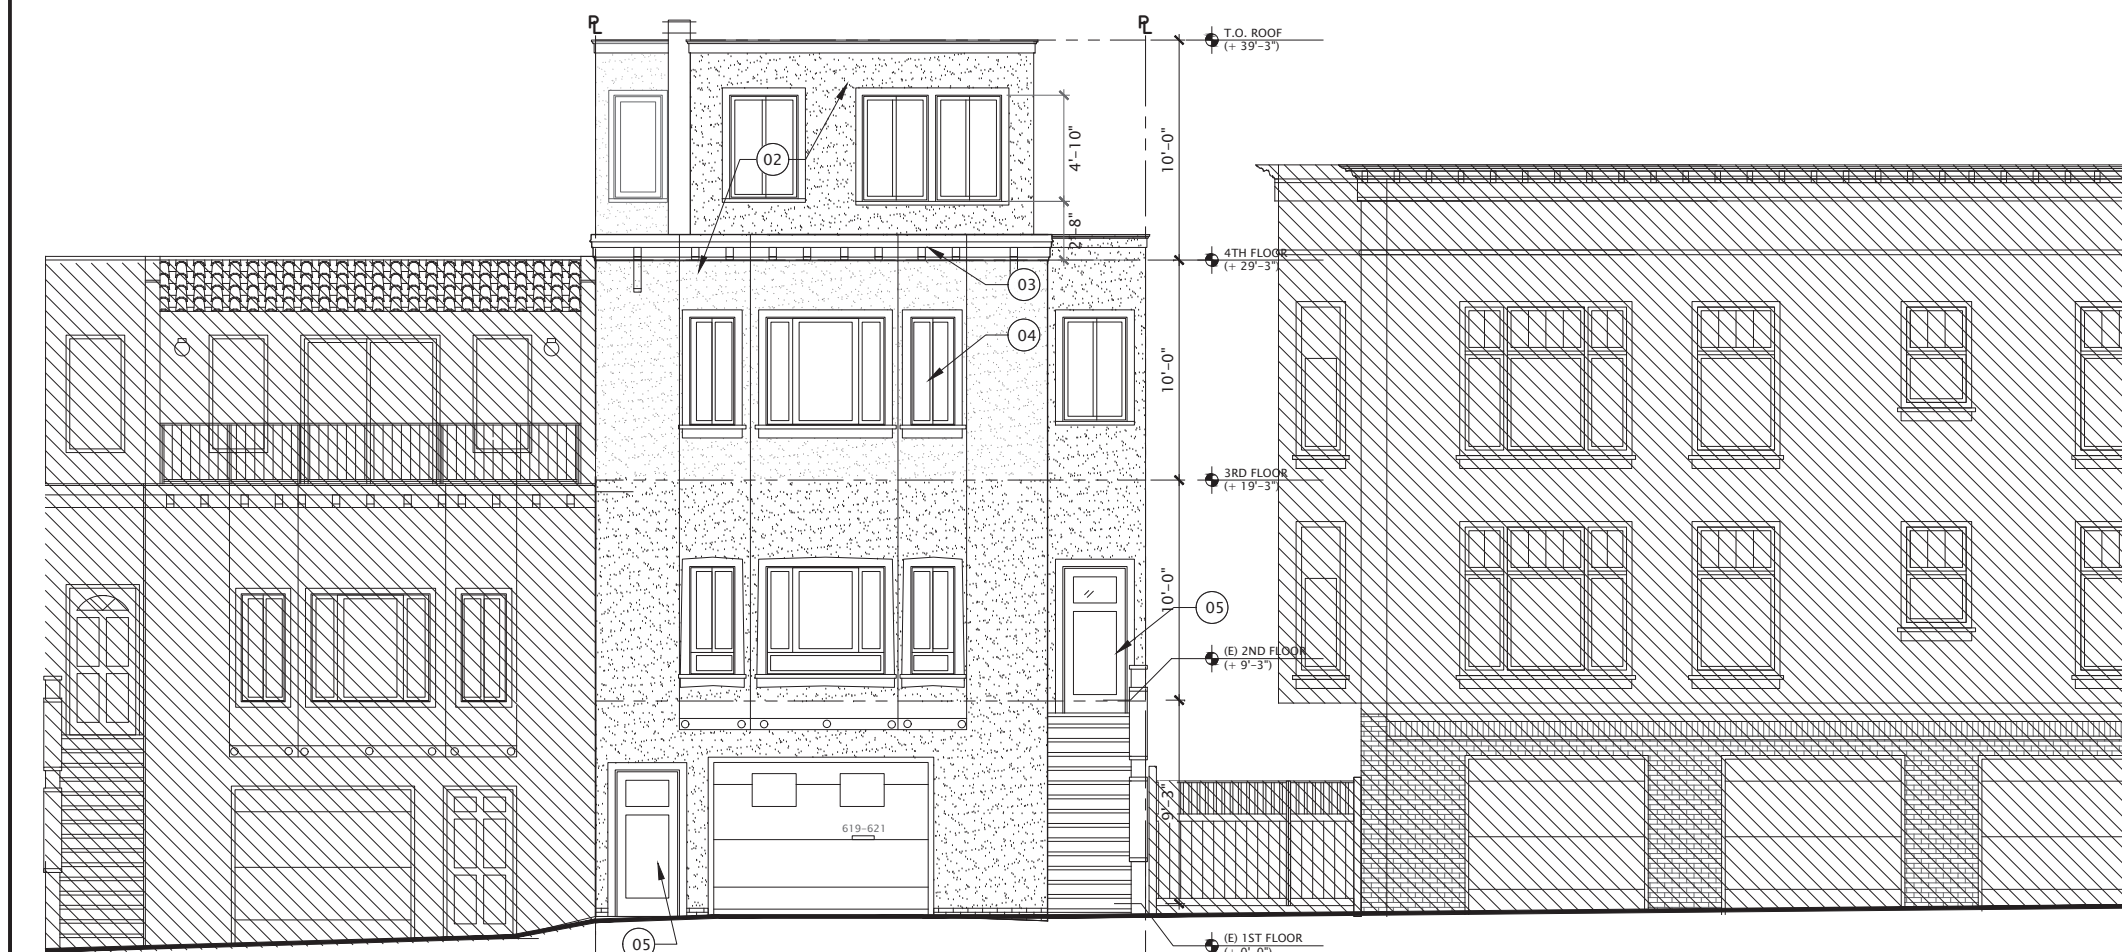 PL
PL
T.O. ROOF
(+ 39'-3")
10'-0"
4'-10"
02
2'-8"
4TH FLOOR
(+ 29'-3")
03
04
10'-0"
3RD FLOOR
(+ 19'-3")
10'-0"
05
(E) 2ND FLOOR
(+ 9'-3")
9'-3"
619-621
05
(E) 1ST FLOOR
(+ 0'-0")